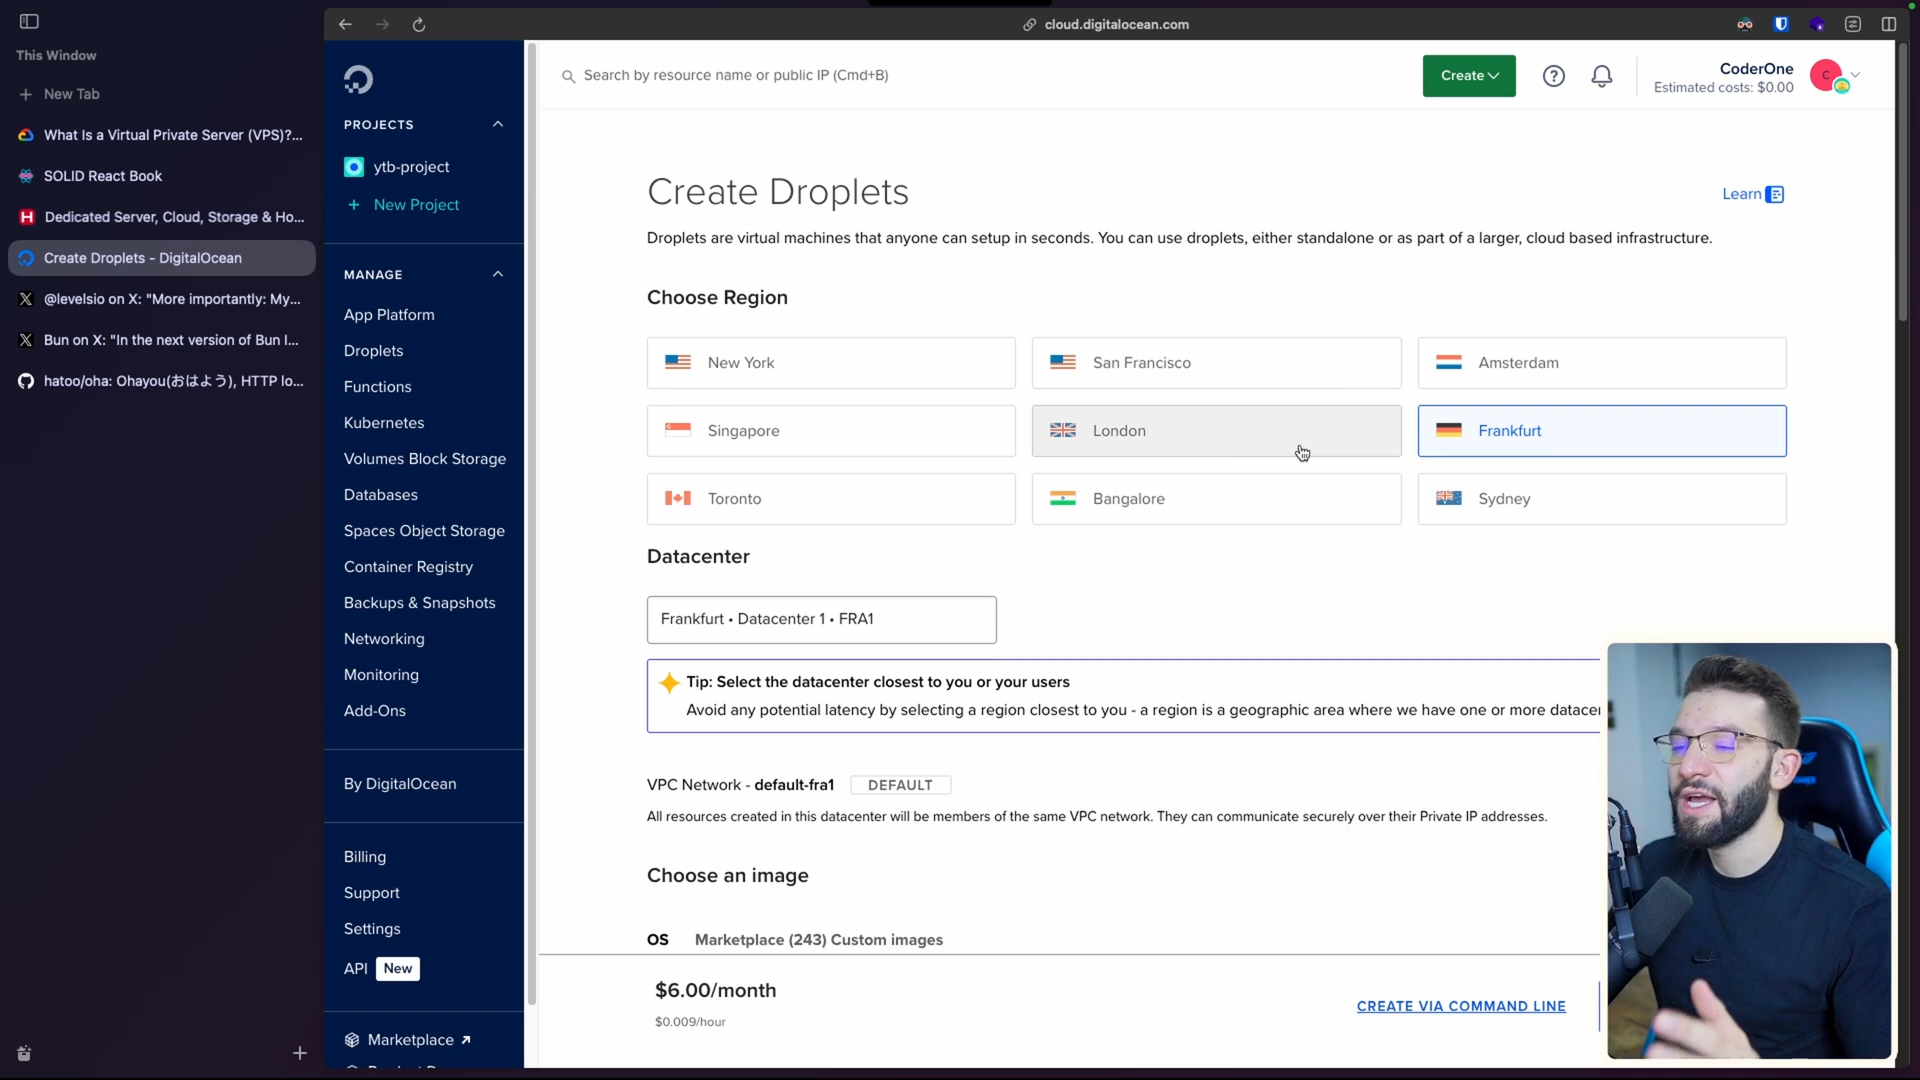 This Window
New Tab
What Is a Virtual Private Server (VPS)?...
SOLID React Book
Dedicated Server, Cloud, Storage & Ho...
Create Droplets - DigitalOcean
@levelsio on X: "More importantly: My...
Bun on X: "In the next version of Bun I...
hatoo/oha: Ohayou(おはよう), HTTP lo...
cloud.digitalocean.com
PROJECTS
ytb-project
+ New Project
MANAGE
App Platform
Droplets
Functions
Kubernetes
Volumes Block Storage
Databases
Spaces Object Storage
Container Registry
Backups & Snapshots
Networking
Monitoring
Add-Ons
By DigitalOcean
Billing
Support
Settings
API New
Marketplace
Search by resource name or public IP (Cmd+B)
Create
CoderOne
Estimated costs: $0.00
C
Create Droplets
Learn
Droplets are virtual machines that anyone can setup in seconds. You can use droplets, either standalone or as part of a larger, cloud based infrastructure.
Choose Region
New York
San Francisco
Amsterdam
Singapore
London
Frankfurt
Toronto
Bangalore
Sydney
Datacenter
Frankfurt • Datacenter 1 • FRA1
Tip: Select the datacenter closest to you or your users
Avoid any potential latency by selecting a region closest to you - a region is a geographic area where we have one or more datacen
VPC Network - default-fra1 DEFAULT
All resources created in this datacenter will be members of the same VPC network. They can communicate securely over their Private IP addresses.
Choose an image
OS Marketplace (243) Custom images
$6.00/month
$0.009/hour
CREATE VIA COMMAND LINE